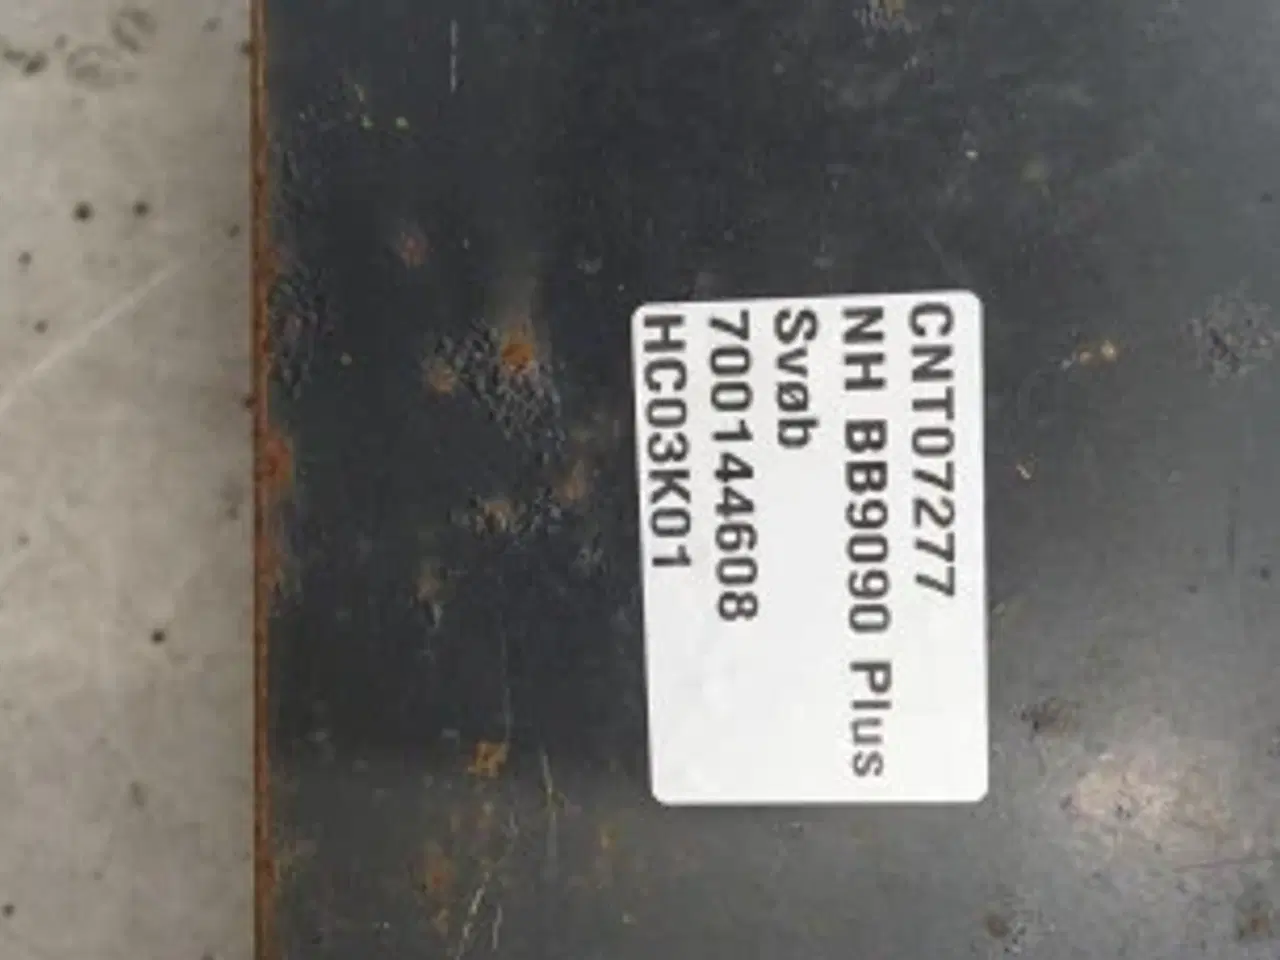 CNT07277
NH BB9090 Plus
Svøb
700144608
HC03K01